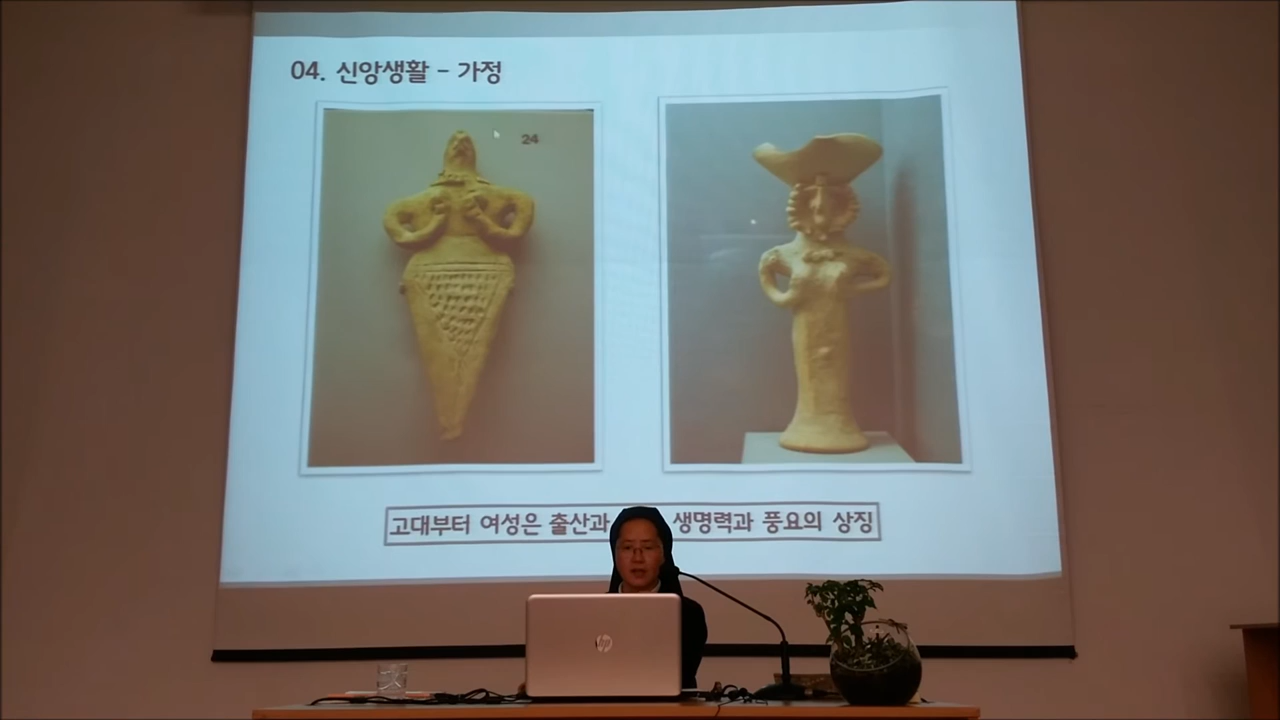 04. 신앙생활 - 가정
24
고대부터 여성은 출산과 생명력과 풍요의 상징
hp